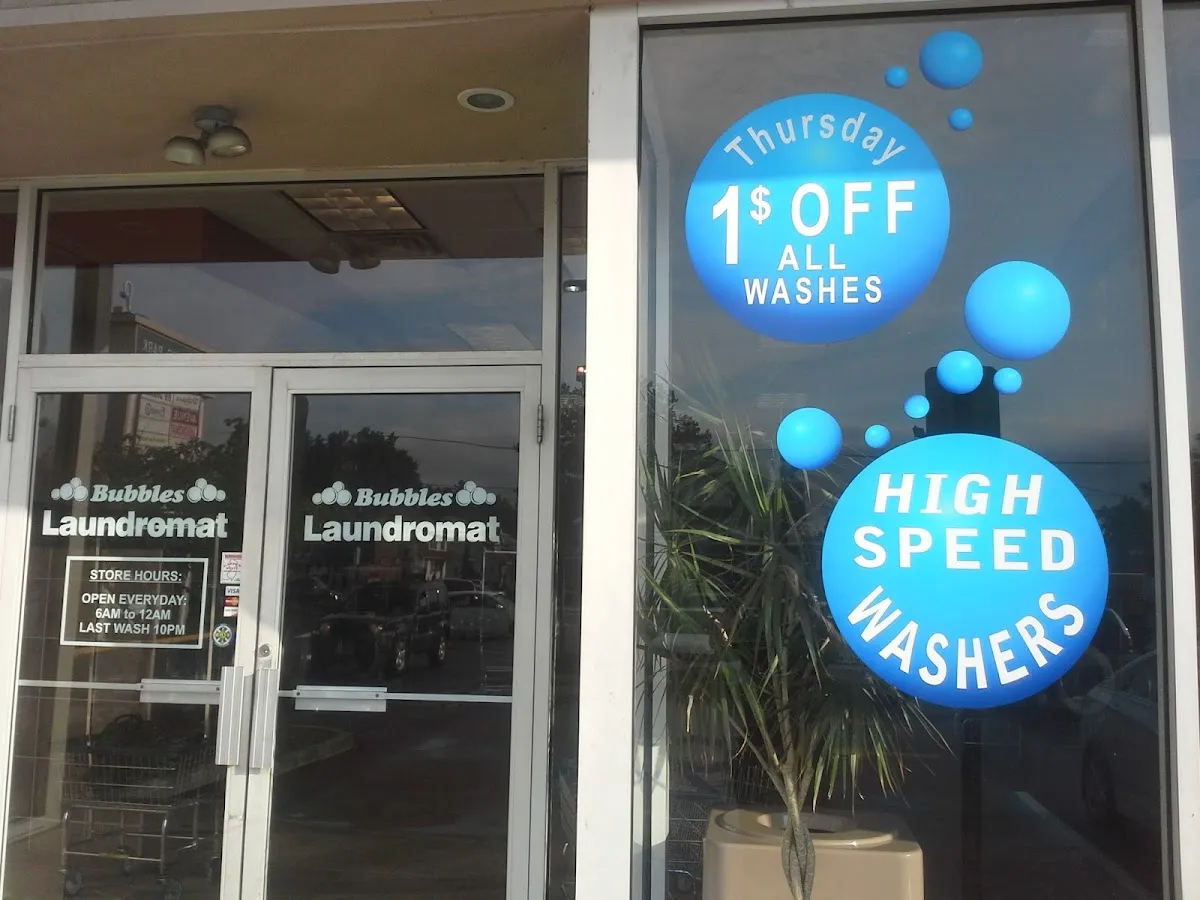 Bubbles
Laundromat
STORE HOURS:
OPEN EVERYDAY:
6AM to 12AM
LAST WASH 10PM
VISA
Bubbles
Laundromat
Thursday
1$ OFF
ALL
WASHES
HIGH
SPEED
WASHERS